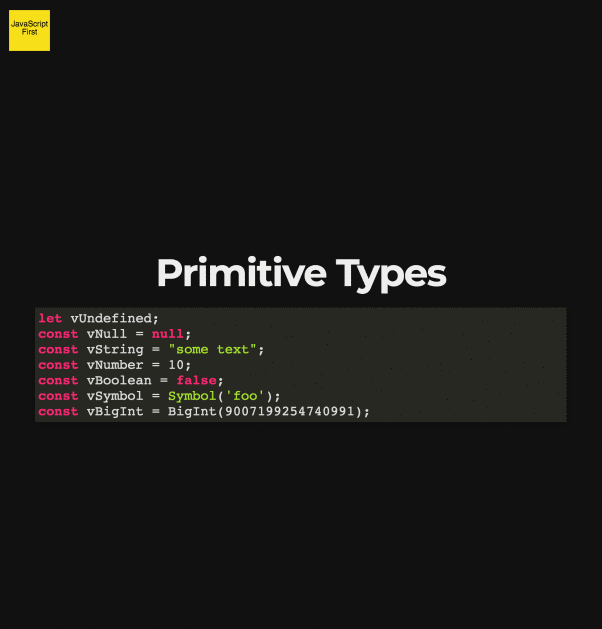 JavaScript
First
Primitive Types
let vUndefined;
const vNull = null;
const vString = "some text";
const vNumber = 10;
const vBoolean = false;
const vSymbol = Symbol('foo');
const vBigInt = BigInt(9007199254740991);